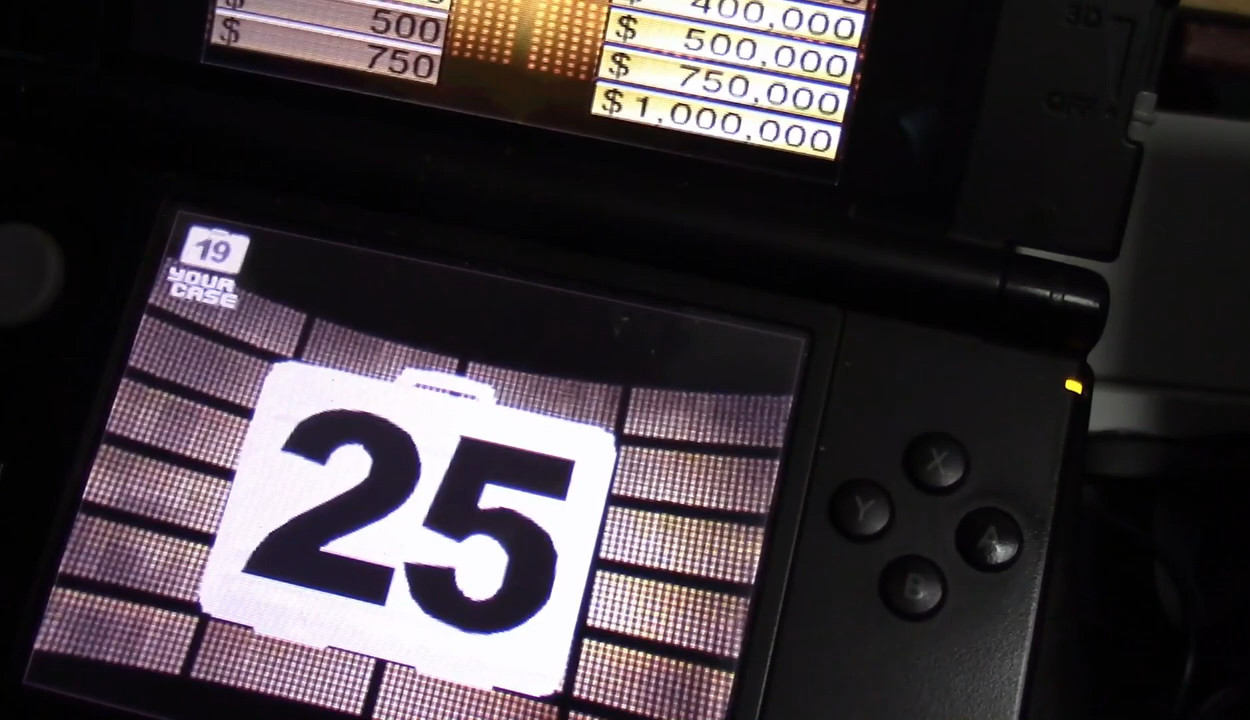 $ 500
$ 750
$ 400,000
$ 500,000
$ 750,000
$ 1,000,000
3D
OFF
19
YOUR
CASE
25
X
Y
A
B